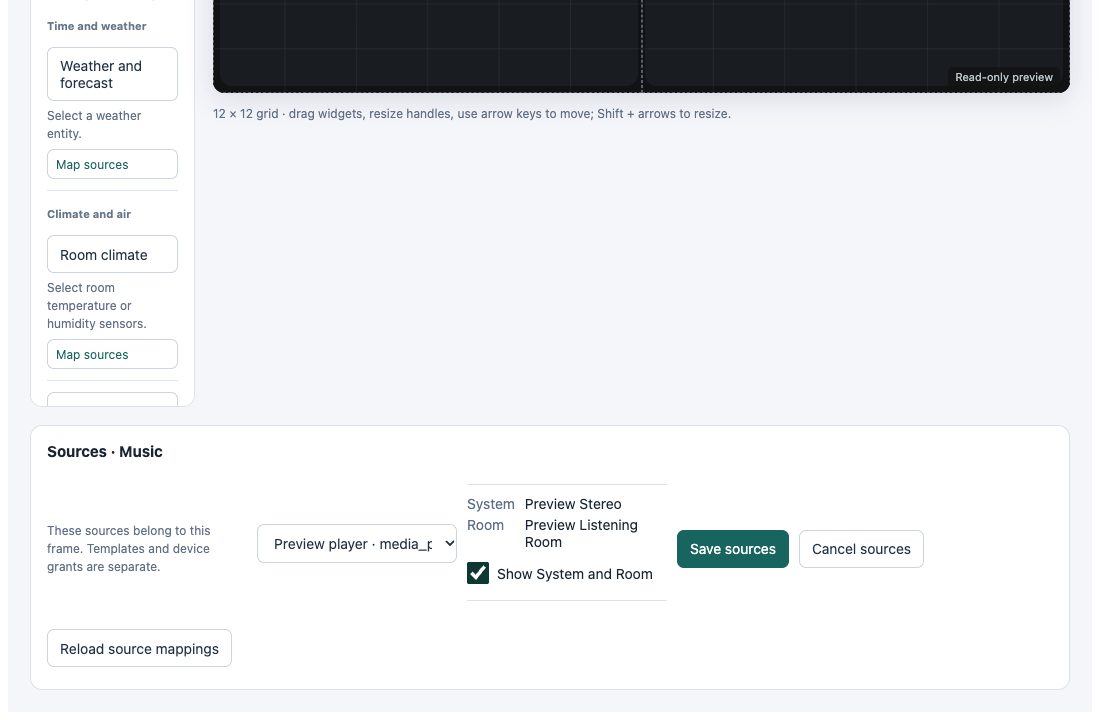 Time and weather
Weather and
forecast
Select a weather
entity.
Map sources
Climate and air
Room climate
Select room
temperature or
humidity sensors.
Map sources
Read-only preview
12 × 12 grid · drag widgets, resize handles, use arrow keys to move; Shift + arrows to resize.
Sources · Music
These sources belong to this
frame. Templates and device
grants are separate.
Preview player · media_p
System Preview Stereo
Room Preview Listening
Room
Show System and Room
Save sources
Cancel sources
Reload source mappings